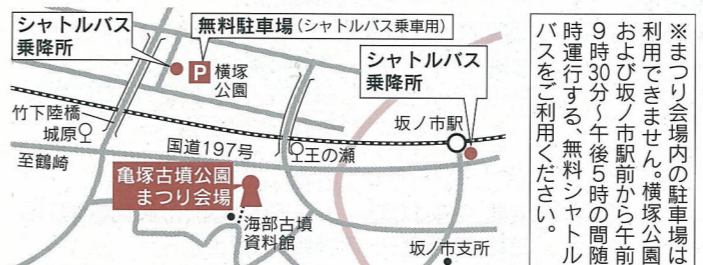 シャトルバス
乗降所
無料駐車場(シャトルバス乗車用)
P
横塚
公園
シャトルバス
乗降所
竹下陸橋
城原
坂ノ市駅
至鶴崎
国道197号
王の瀬
亀塚古墳公園
まつり会場
海部古墳
資料館
坂ノ市支所
※まつり会場内の駐車場は
利用できません。横塚公園
および坂ノ市駅前から午前
9時30分~午後5時の間随
時運行する、無料シャトル
バスをご利用ください。